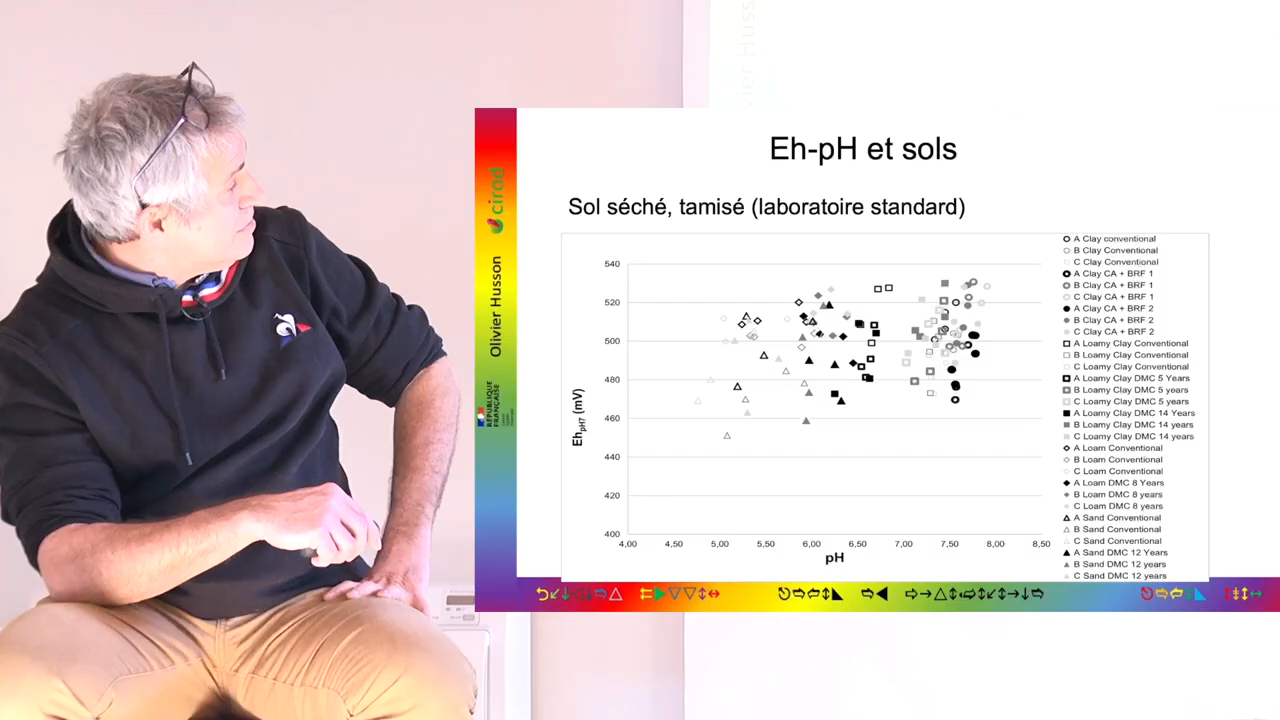 Eh-pH et sols
Sol séché, tamisé (laboratoire standard)
cirad
Olivier Husson
RÉPUBLIQUE
FRANÇAISE
540
520
500
480
460
440
420
400
EhpH7 (mV)
4,00 4,50 5,00 5,50 6,00 6,50 7,00 7,50 8,00 8,50
pH
A Clay conventional
B Clay Conventional
C Clay Conventional
A Clay CA + BRF 1
B Clay CA + BRF 1
C Clay CA + BRF 1
A Clay CA + BRF 2
B Clay CA + BRF 2
C Clay CA + BRF 2
A Loamy Clay Conventional
B Loamy Clay Conventional
C Loamy Clay Conventional
A Loamy Clay DMC 5 Years
B Loamy Clay DMC 5 years
C Loamy Clay DMC 5 years
A Loamy Clay DMC 14 Years
B Loamy Clay DMC 14 years
C Loamy Clay DMC 14 years
A Loam Conventional
B Loam Conventional
C Loam Conventional
A Loam DMC 8 Years
B Loam DMC 8 years
C Loam DMC 8 years
A Sand Conventional
B Sand Conventional
C Sand Conventional
A Sand DMC 12 Years
B Sand DMC 12 years
C Sand DMC 12 years